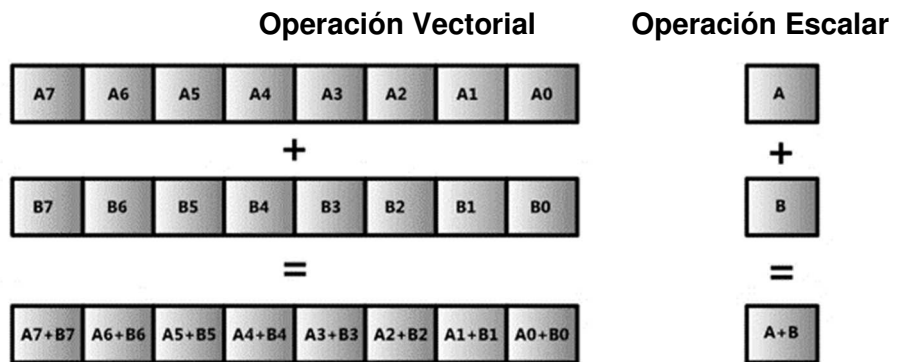 Operación Vectorial Operación Escalar
A7 A6 A5 A4 A3 A2 A1 A0 A
+ +
B7 B6 B5 B4 B3 B2 B1 B0 B
= =
A7+B7 A6+B6 A5+B5 A4+B4 A3+B3 A2+B2 A1+B1 A0+B0 A+B